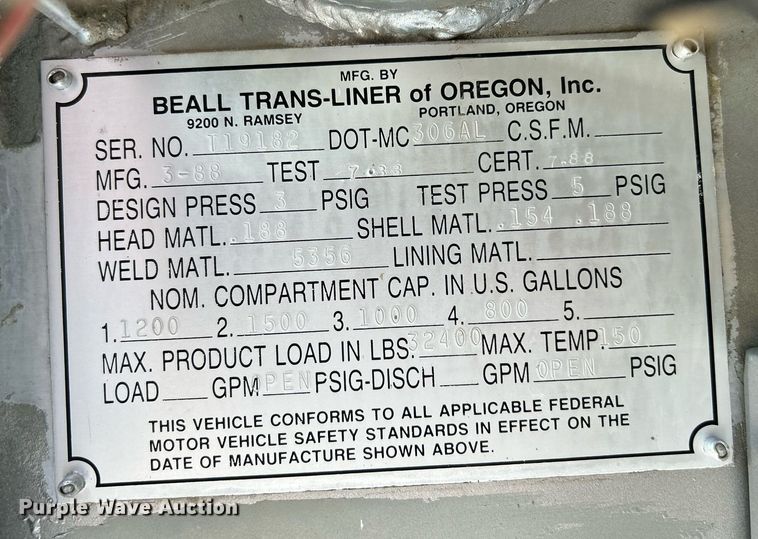 MFG. BY
BEALL TRANS-LINER of OREGON, Inc.
9200 N. RAMSEY PORTLAND, OREGON
SER. NO. T19182 DOT-MC 306AL C.S.F.M.
MFG. 3-88 TEST CERT. 7-88
DESIGN PRESS 3 PSIG TEST PRESS 5 PSIG
HEAD MATL. .188 SHELL MATL. .154 .188
WELD MATL. 5356 LINING MATL.
NOM. COMPARTMENT CAP. IN U.S. GALLONS
1. 1200 2. 1500 3. 1000 4. 800 5.
MAX. PRODUCT LOAD IN LBS. 32400 MAX. TEMP. 150
LOAD GPM OPEN PSIG-DISCH GPM OPEN PSIG
THIS VEHICLE CONFORMS TO ALL APPLICABLE FEDERAL
MOTOR VEHICLE SAFETY STANDARDS IN EFFECT ON THE
DATE OF MANUFACTURE SHOWN ABOVE.
Purple Wave Auction